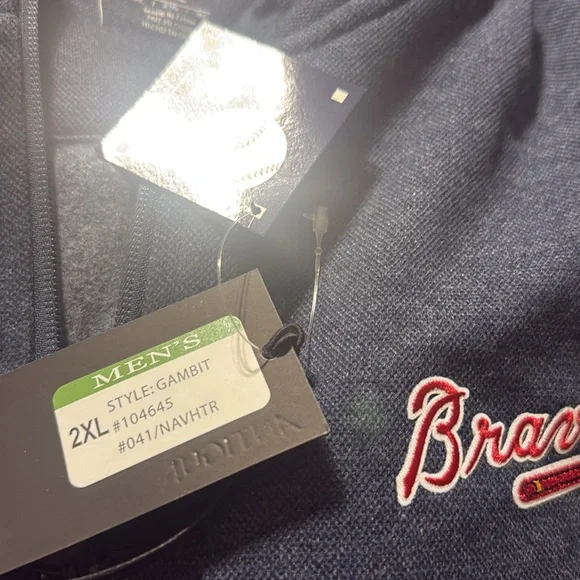 MEN'S
STYLE: GAMBIT
2XL #104645
#041/NAVHTR
Brav